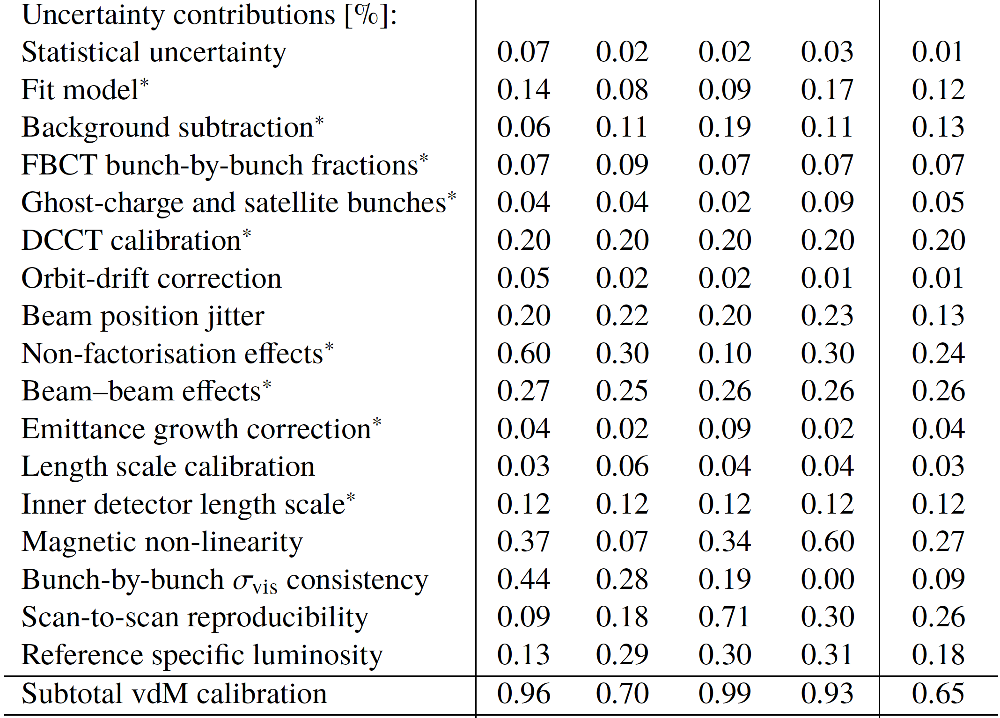 Uncertainty contributions [%]:
Statistical uncertainty 0.07 0.02 0.02 0.03 0.01
Fit model* 0.14 0.08 0.09 0.17 0.12
Background subtraction* 0.06 0.11 0.19 0.11 0.13
FBCT bunch-by-bunch fractions* 0.07 0.09 0.07 0.07 0.07
Ghost-charge and satellite bunches* 0.04 0.04 0.02 0.09 0.05
DCCT calibration* 0.20 0.20 0.20 0.20 0.20
Orbit-drift correction 0.05 0.02 0.02 0.01 0.01
Beam position jitter 0.20 0.22 0.20 0.23 0.13
Non-factorisation effects* 0.60 0.30 0.10 0.30 0.24
Beam–beam effects* 0.27 0.25 0.26 0.26 0.26
Emittance growth correction* 0.04 0.02 0.09 0.02 0.04
Length scale calibration 0.03 0.06 0.04 0.04 0.03
Inner detector length scale* 0.12 0.12 0.12 0.12 0.12
Magnetic non-linearity 0.37 0.07 0.34 0.60 0.27
Bunch-by-bunch σvis consistency 0.44 0.28 0.19 0.00 0.09
Scan-to-scan reproducibility 0.09 0.18 0.71 0.30 0.26
Reference specific luminosity 0.13 0.29 0.30 0.31 0.18
Subtotal vdM calibration 0.96 0.70 0.99 0.93 0.65